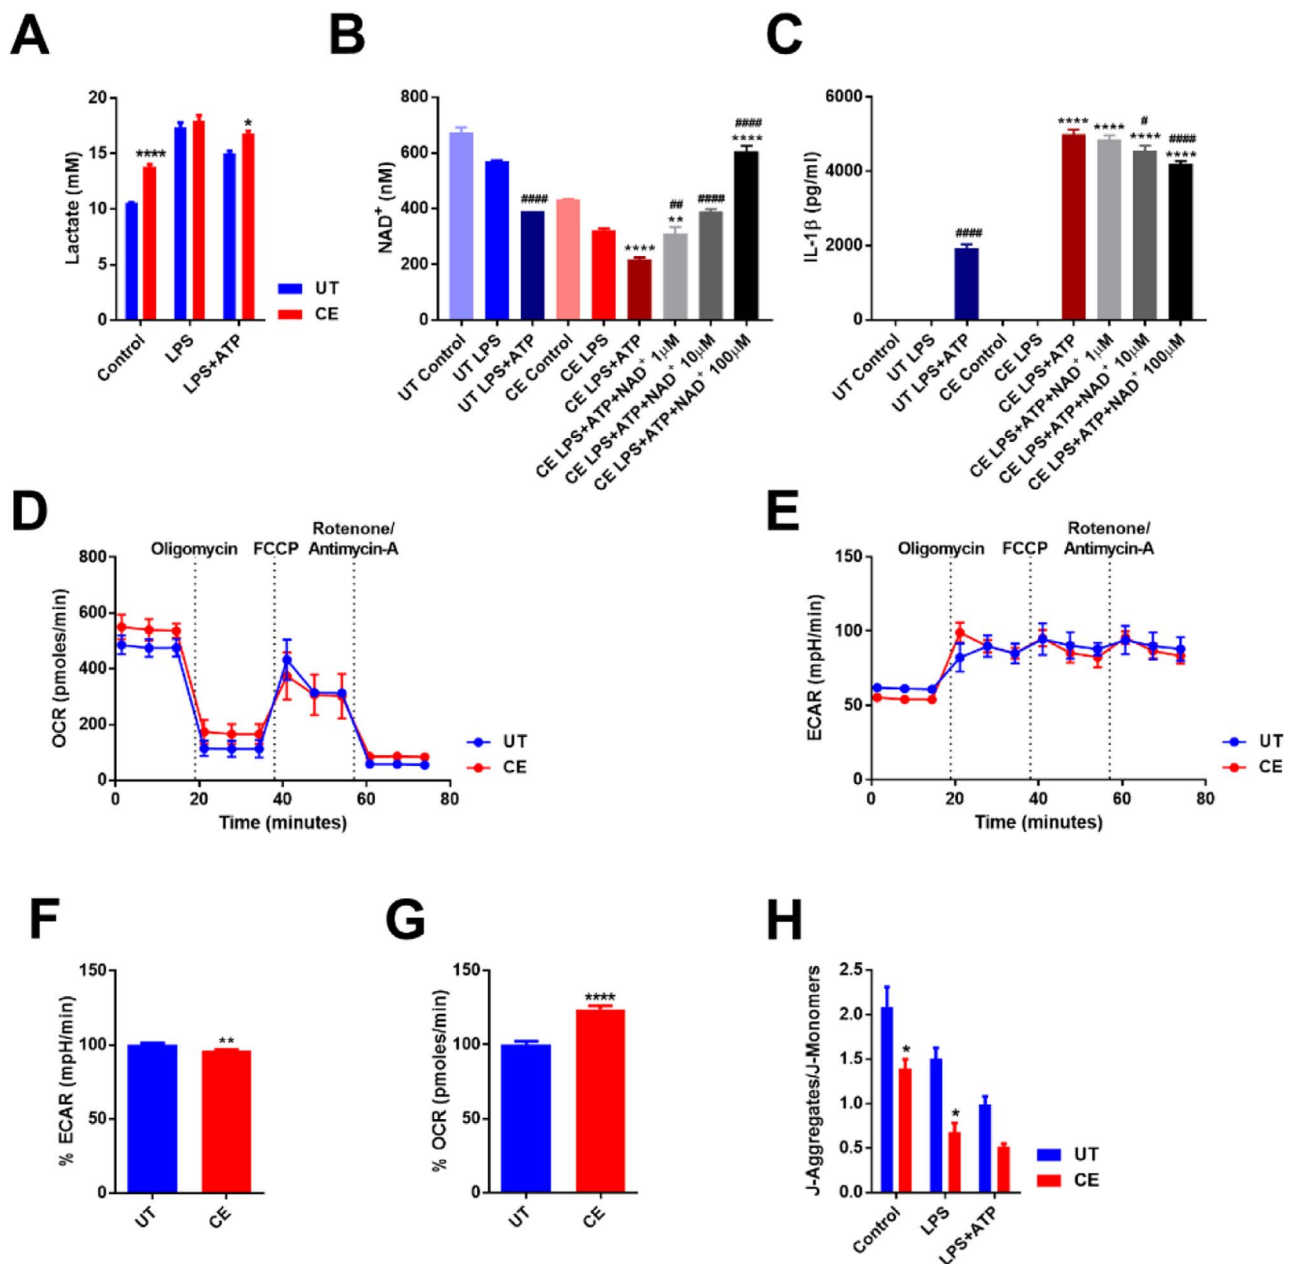 A
20
15
10
5
0
Lactate (mM)
****
*
Control
LPS
LPS+ATP
UT
CE
B
800
600
400
200
0
NAD⁺ (nM)
####
****
##
**
####
####
****
UT Control
UT LPS
UT LPS+ATP
CE Control
CE LPS
CE LPS+ATP
CE LPS+ATP+NAD⁺ 1μM
CE LPS+ATP+NAD⁺ 10μM
CE LPS+ATP+NAD⁺ 100μM
C
6000
4000
2000
0
IL-1β (pg/ml)
####
****
****
#
****
####
****
UT Control
UT LPS
UT LPS+ATP
CE Control
CE LPS
CE LPS+ATP
CE LPS+ATP+NAD⁺ 1μM
CE LPS+ATP+NAD⁺ 10μM
CE LPS+ATP+NAD⁺ 100μM
D
Oligomycin
FCCP
Rotenone/
Antimycin-A
800
600
400
200
0
OCR (pmoles/min)
0 20 40 60 80
Time (minutes)
UT
CE
E
Oligomycin
FCCP
Rotenone/
Antimycin-A
150
100
50
0
ECAR (mpH/min)
0 20 40 60 80
Time (minutes)
UT
CE
F
150
100
50
0
% ECAR (mpH/min)
**
UT
CE
G
150
100
50
0
% OCR (pmoles/min)
****
UT
CE
H
2.5
2.0
1.5
1.0
0.5
0.0
J-Aggregates/J-Monomers
*
*
Control
LPS
LPS+ATP
UT
CE